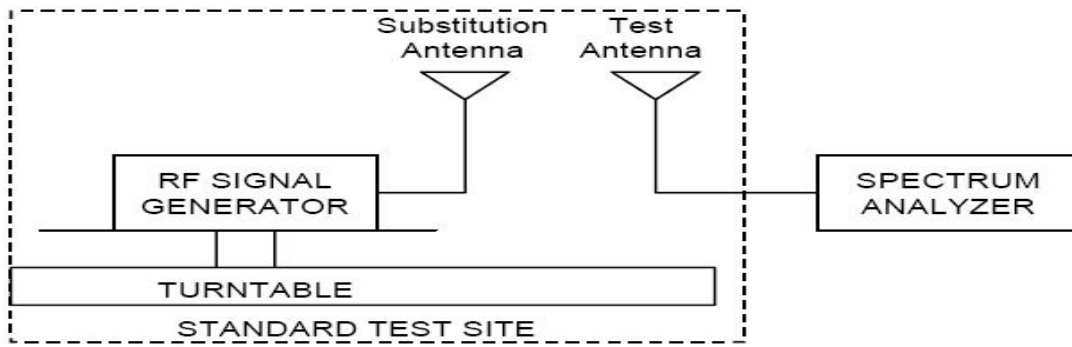 Substitution
Antenna
Test
Antenna
RF SIGNAL
GENERATOR
SPECTRUM
ANALYZER
TURNTABLE
STANDARD TEST SITE